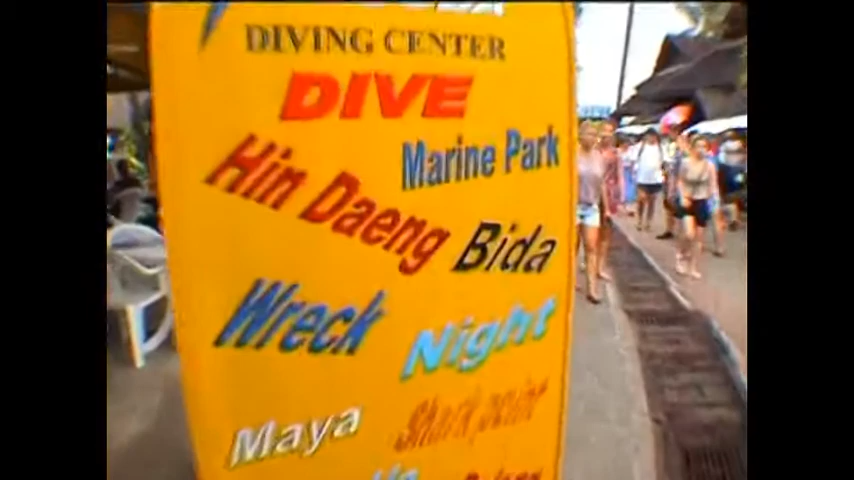 DIVING CENTER
DIVE
Marine Park
Hin Daeng
Bida
Wreck
Night
Maya
Shark point